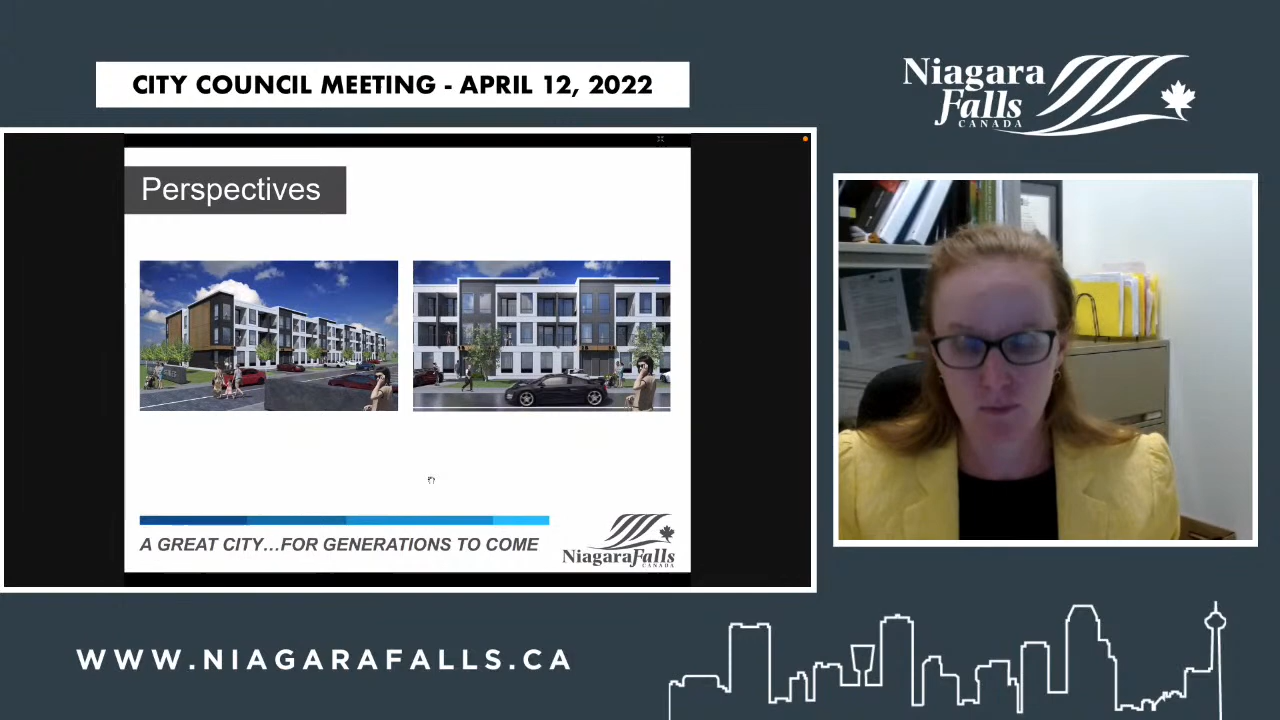 CITY COUNCIL MEETING - APRIL 12, 2022
Niagara
Falls
CANADA
Perspectives
A GREAT CITY...FOR GENERATIONS TO COME
NiagaraFalls
CANADA
WWW.NIAGARAFALLS.CA